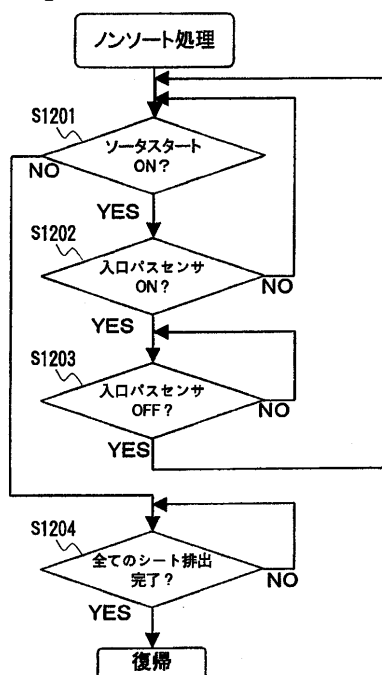 ノンソート処理
S1201
ソータスタート
ON?
NO
YES
S1202
入口パスセンサ
ON?
NO
YES
S1203
入口パスセンサ
OFF?
NO
YES
S1204
全てのシート排出
完了?
NO
YES
復帰